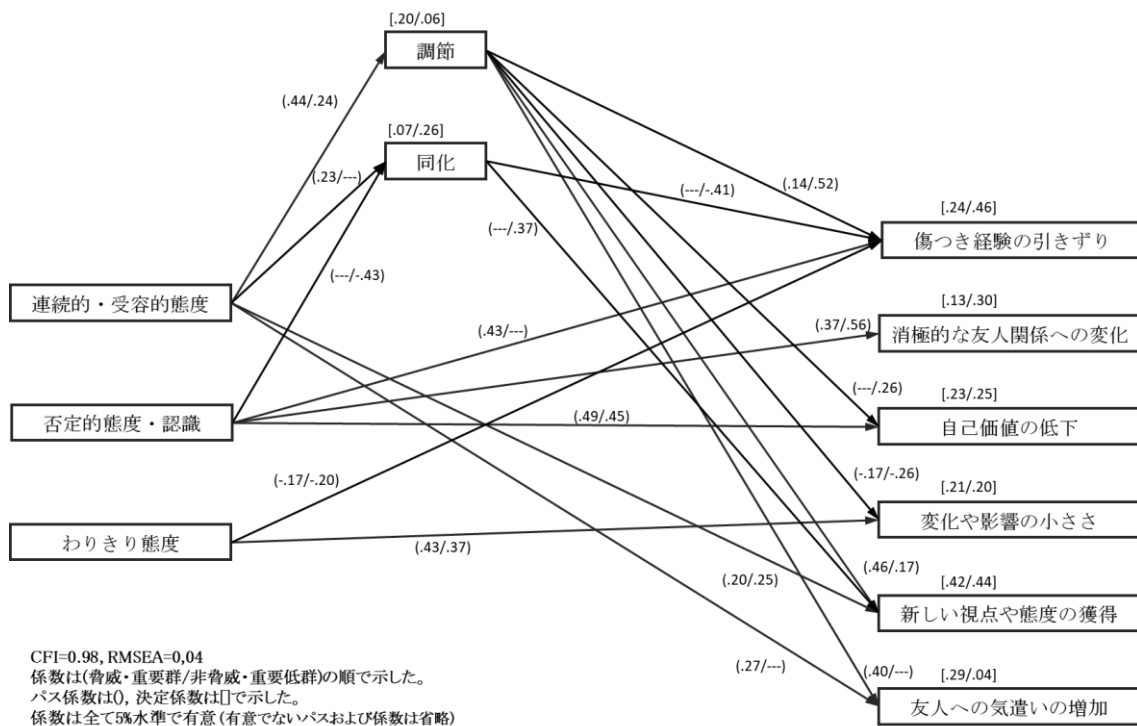 [.20/.06]
調節
(.44/.24)
[.07/.26]
同化
(.23/---)
(---/-.43)
(.14/.52)
(---/-.41)
(---/.37)
[.24/.46]
傷つき経験の引きずり
連続的・受容的態度
[.13/.30]
(.37/.56)
消極的な友人関係への変化
(.43/---)
(---/.26)
[.23/.25]
否定的態度・認識
(.49/.45)
自己価値の低下
(-.17/-.20)
(-.17/-.26)
[.21/.20]
わりきり態度
(.43/.37)
変化や影響の小ささ
(.20/.25)
(.46/.17)
[.42/.44]
新しい視点や態度の獲得
(.27/---)
(.40/---)
[.29/.04]
友人への気遣いの増加
CFI=0.98, RMSEA=0,04
係数は(脅威・重要群/非脅威・重要低群)の順で示した。
パス係数は(), 決定係数は[]で示した。
係数は全て5%水準で有意(有意でないパスおよび係数は省略)